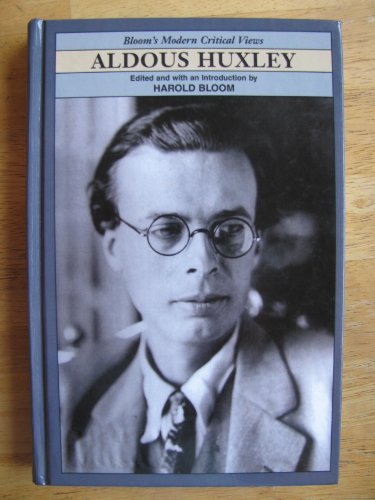 Bloom's Modern Critical Views
ALDOUS HUXLEY
Edited and with an Introduction by
HAROLD BLOOM